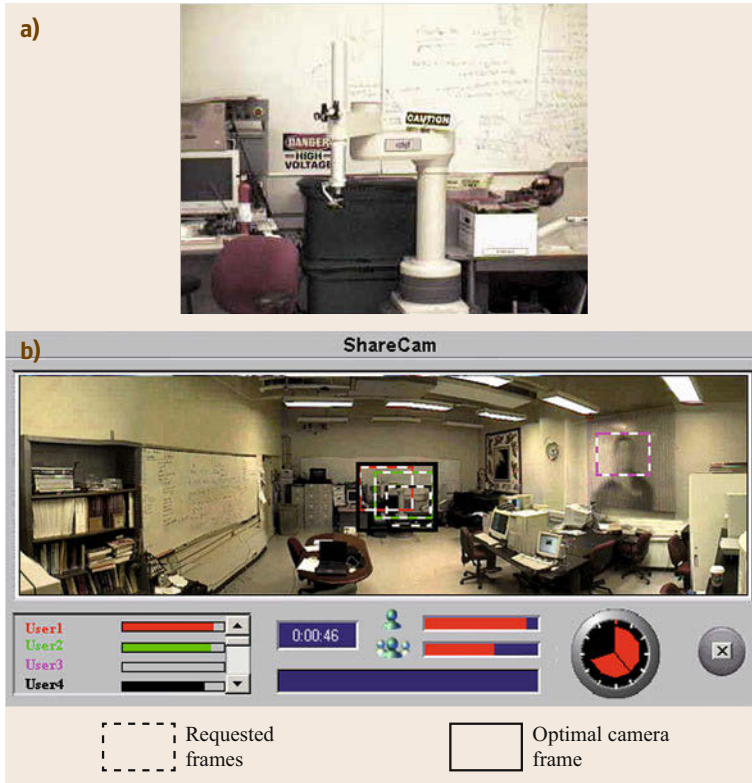 a)
CAUTION
DANGER
HIGH
VOLTAGE
b)
ShareCam
User1
User2
User3
User4
0:00:46
Requested
frames
Optimal camera
frame